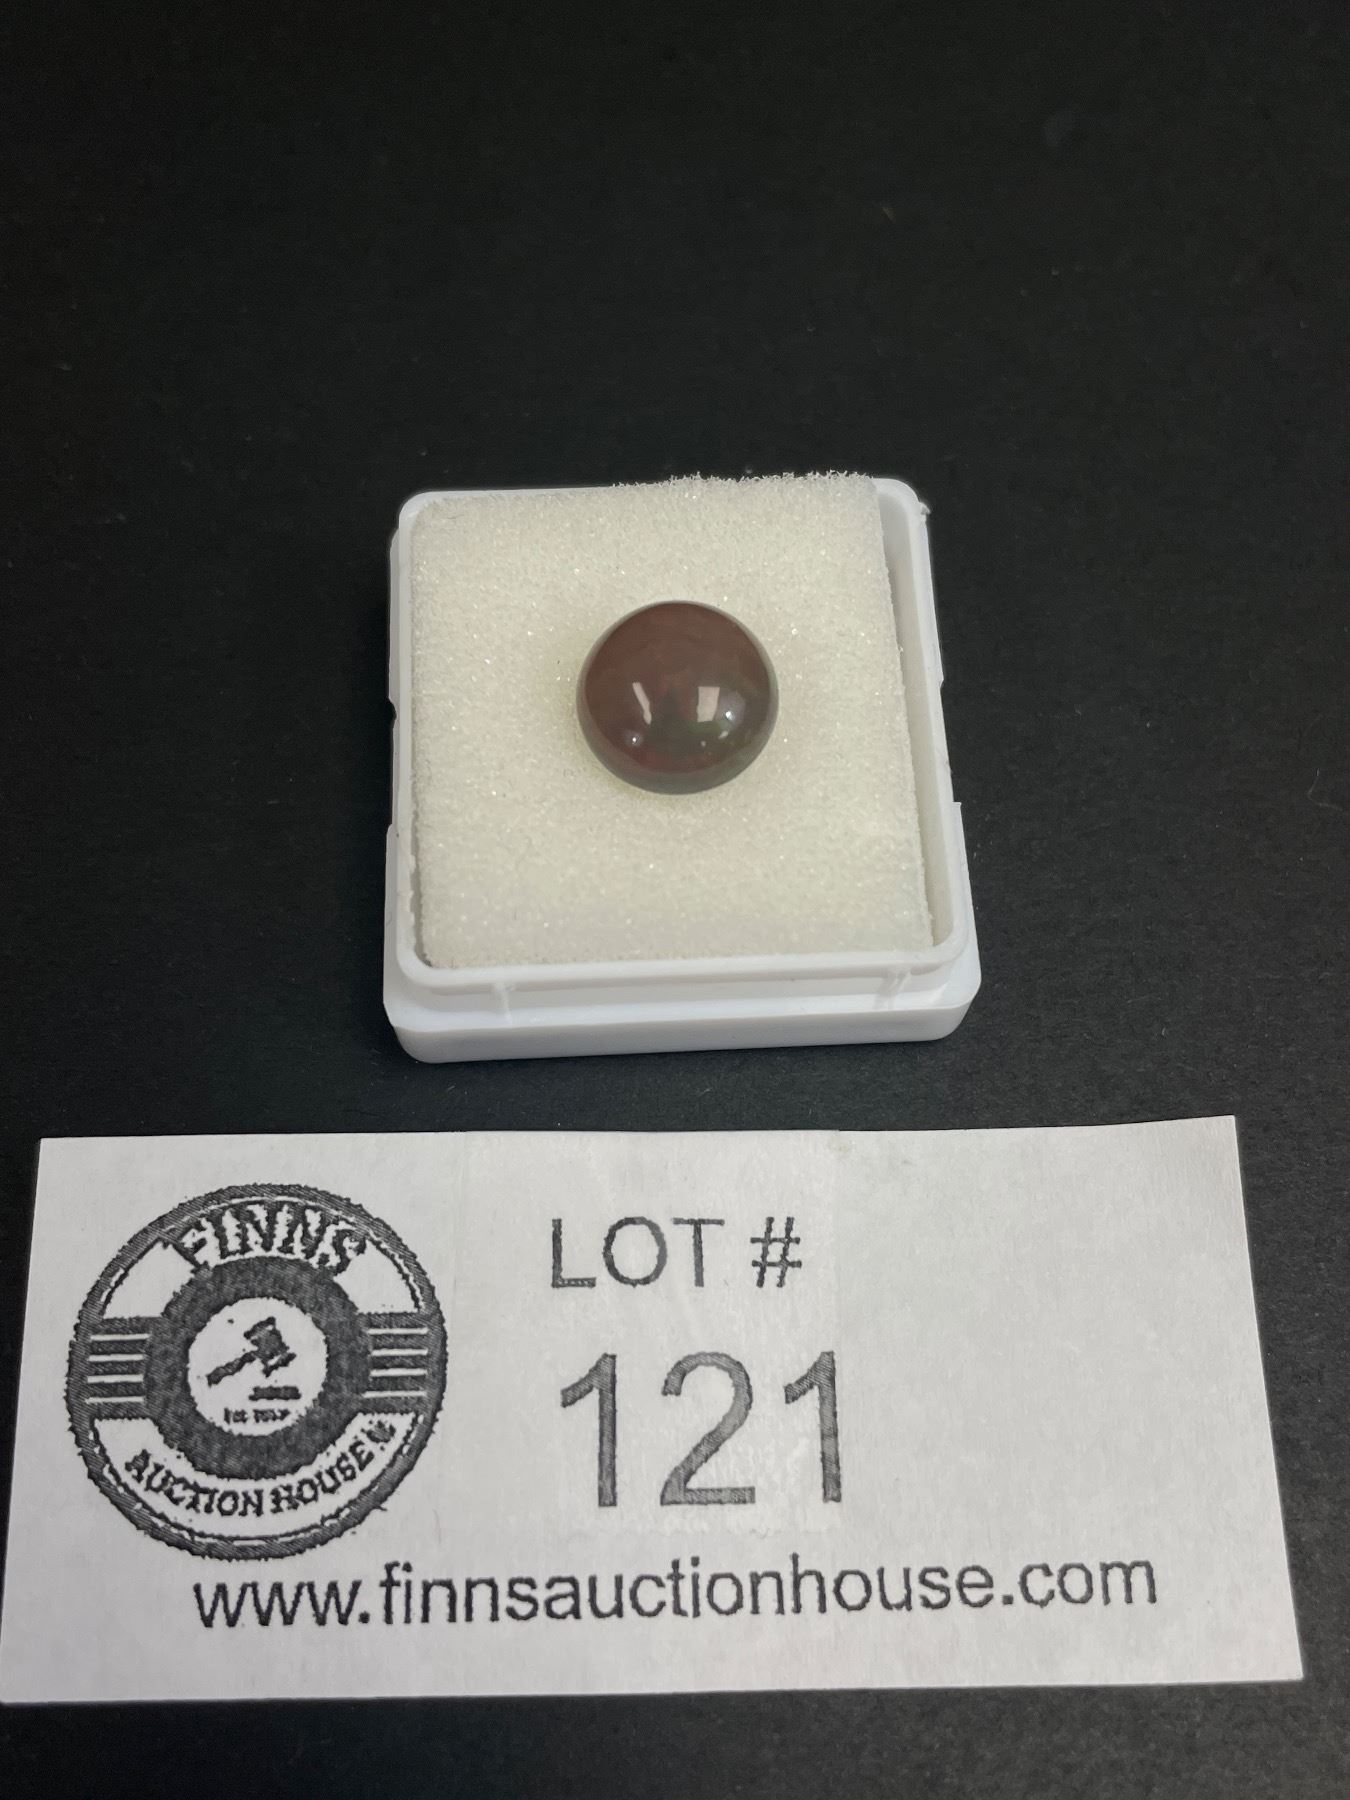 FINNS
AUCTION HOUSE
LOT #
121
www.finnsauctionhouse.com